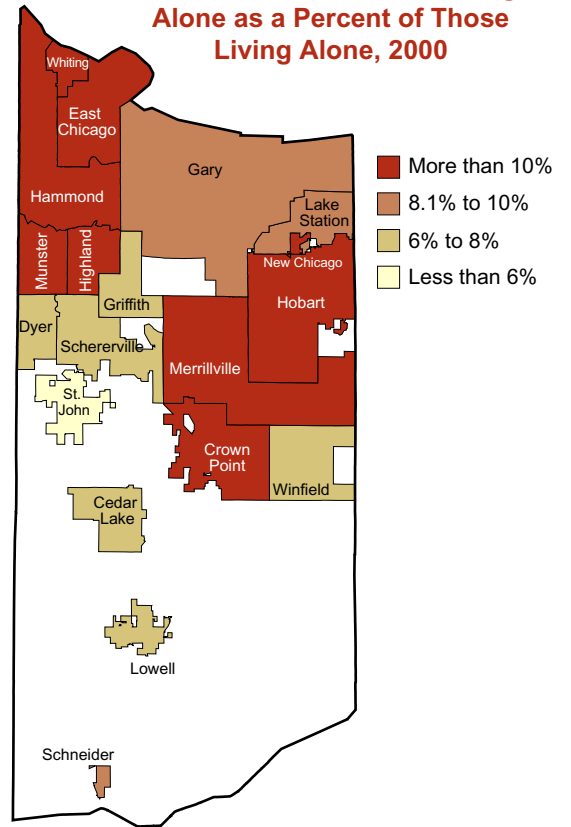 Alone as a Percent of Those
Living Alone, 2000
Whiting
East
Chicago
Gary
Hammond
Lake
Station
Munster
Highland
New Chicago
Hobart
Griffith
Dyer
Schererville
Merrillville
St.
John
Crown
Point
Winfield
Cedar
Lake
Lowell
Schneider
More than 10%
8.1% to 10%
6% to 8%
Less than 6%